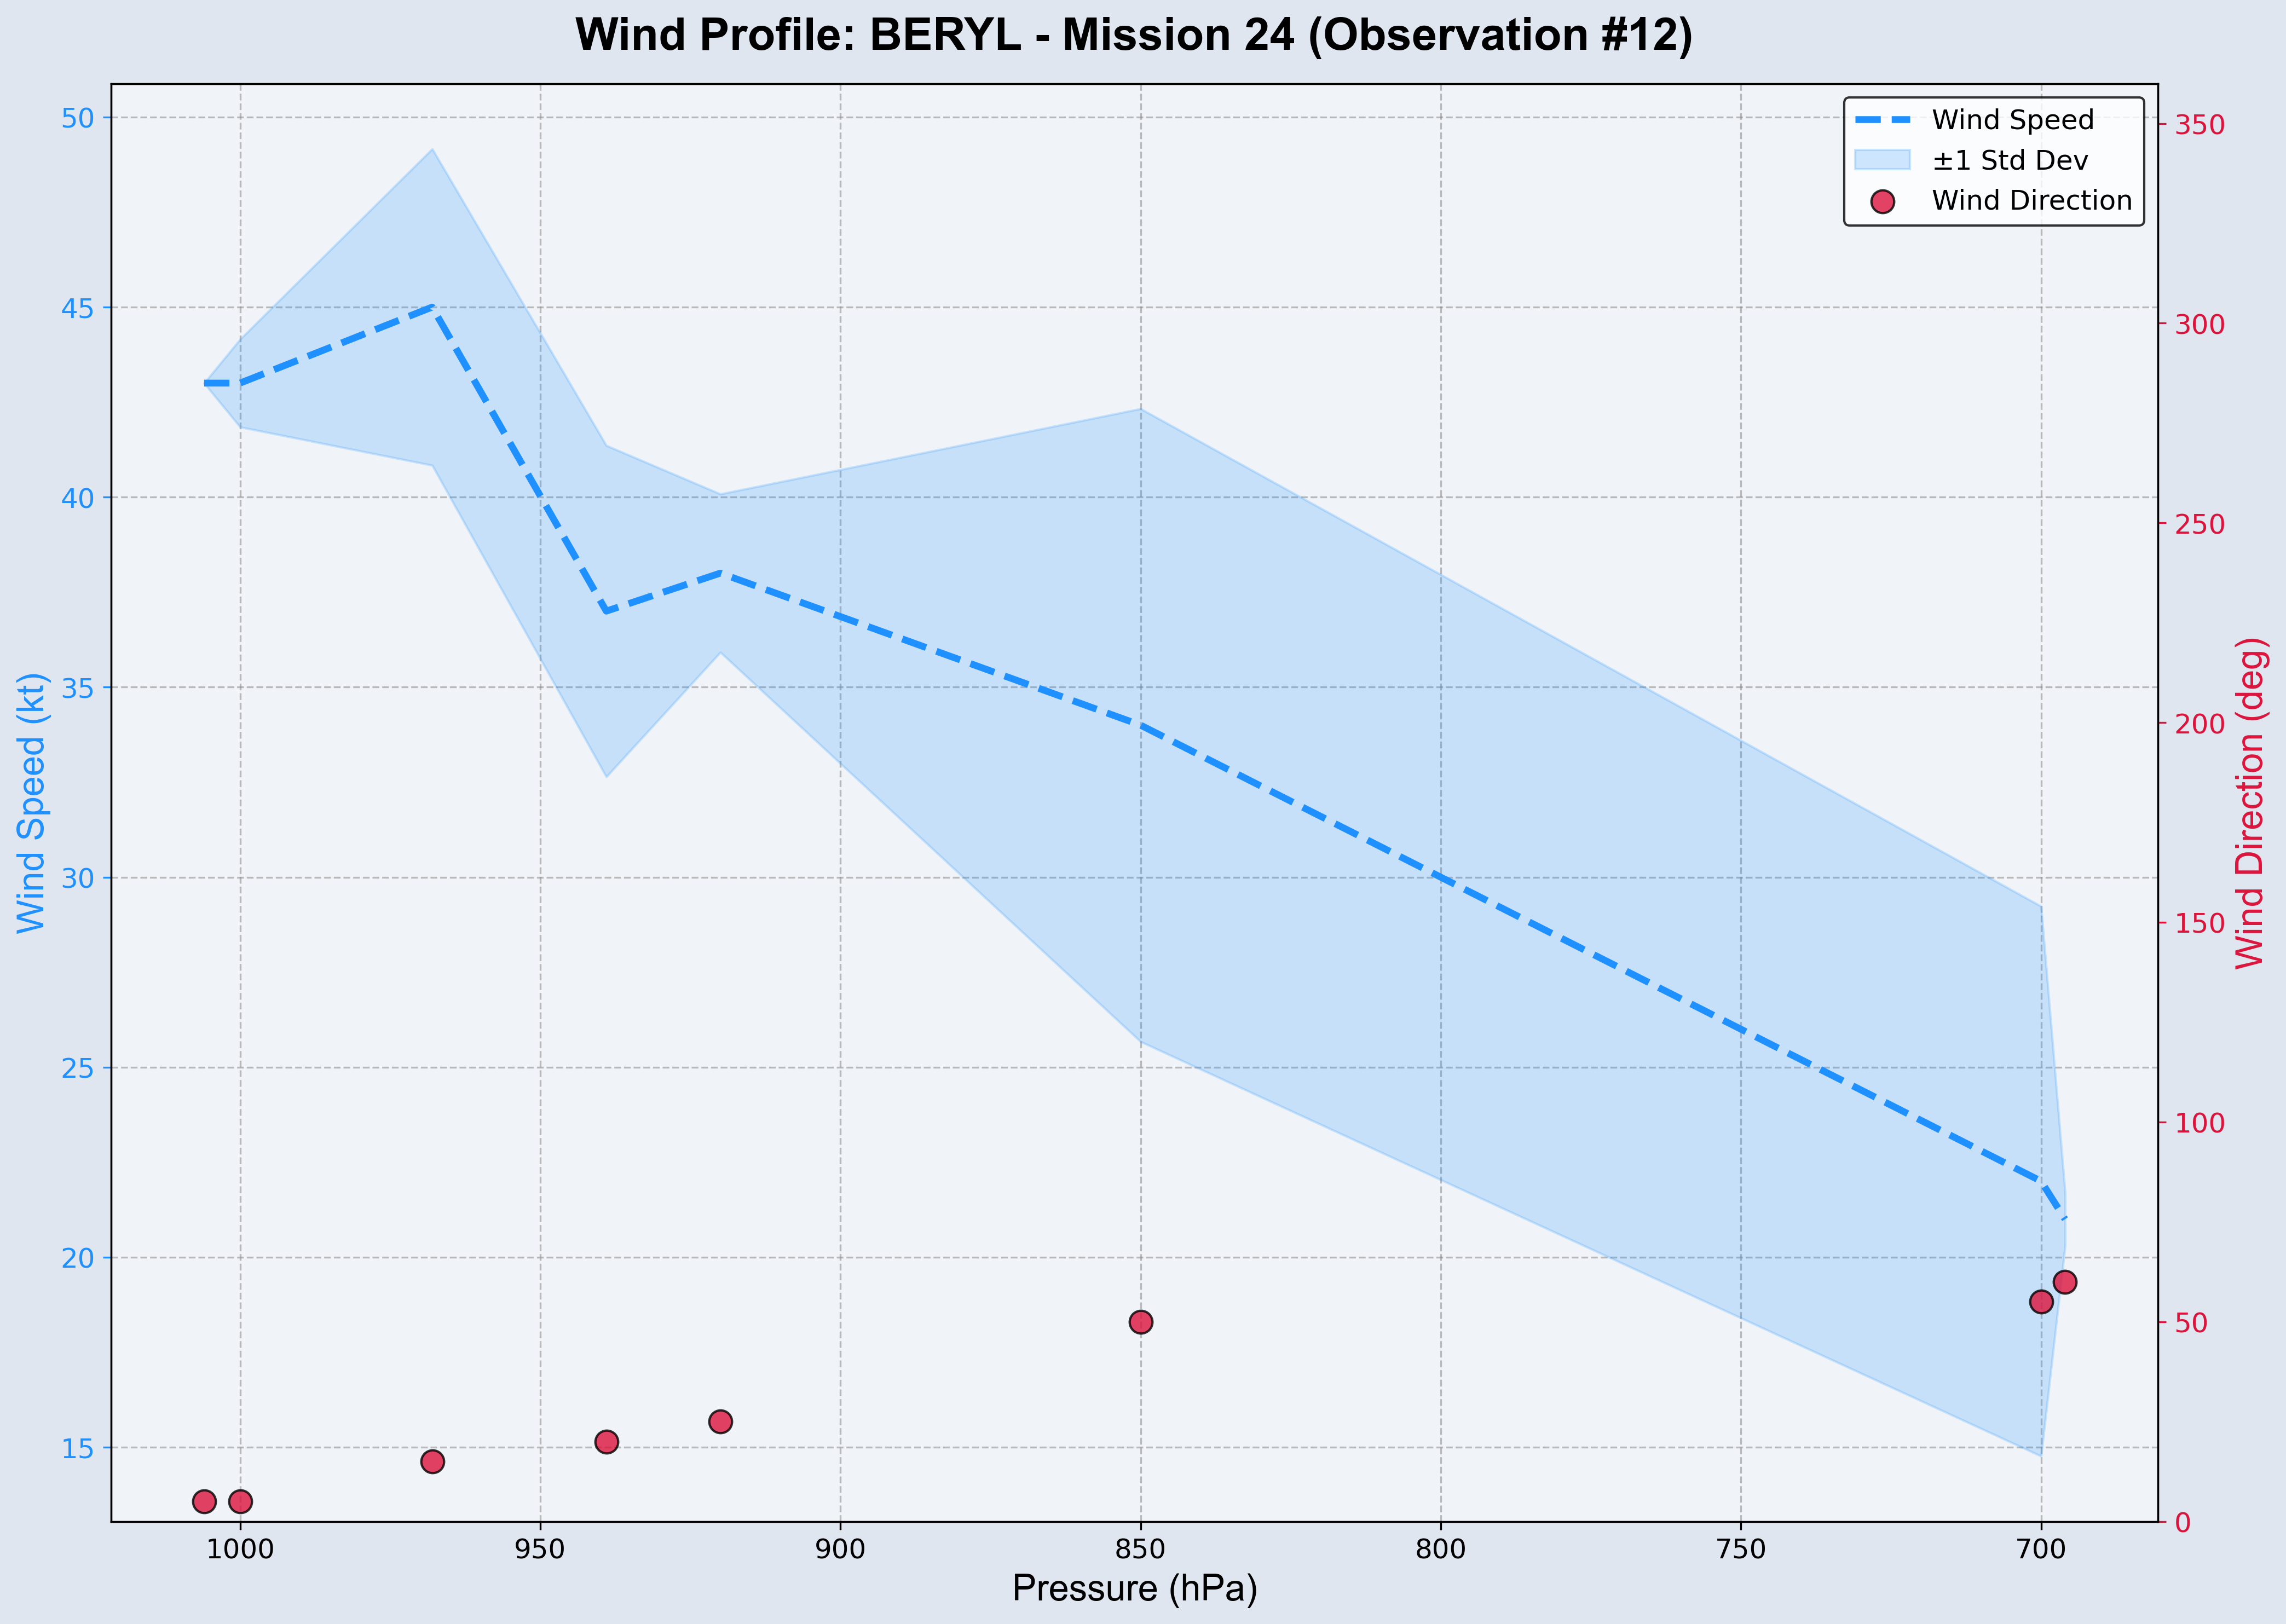 Wind Profile: BERYL - Mission 24 (Observation #12)
Wind Speed
±1 Std Dev
Wind Direction
Wind Speed (kt)
50
45
40
35
30
25
20
15
350
300
250
200
150
100
50
0
Wind Direction (deg)
1000 950 900 850 800 750 700
Pressure (hPa)